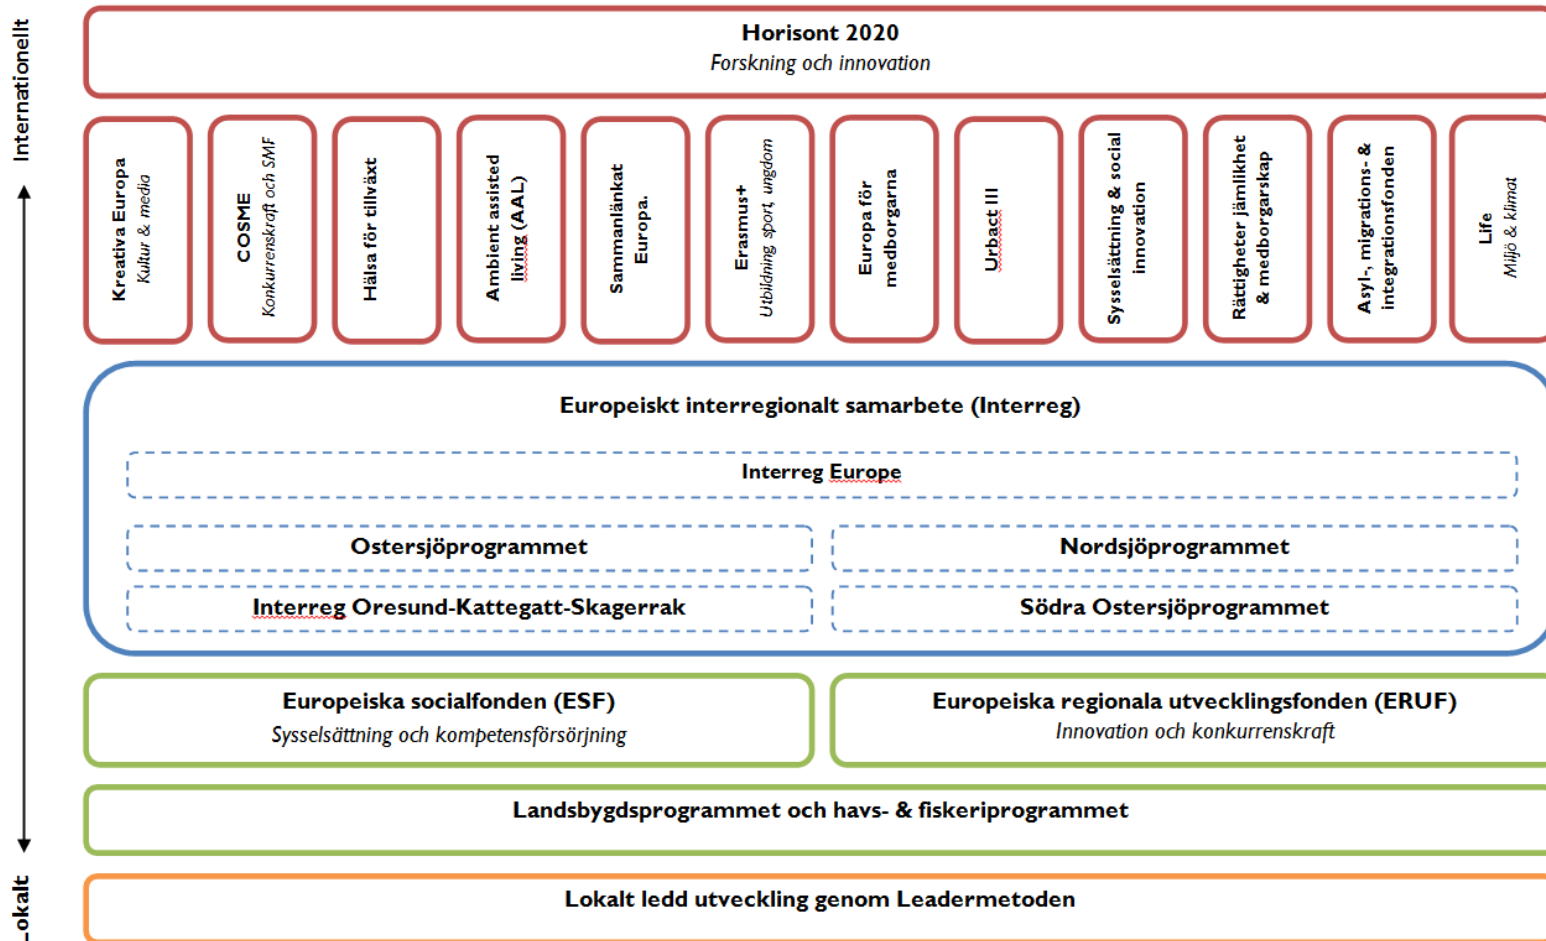 Internationellt
Horisont 2020
Forskning och innovation
Kreativa Europa
Kultur & media
COSME
Konkurrenskraft och SMF
Hälsa för tillväxt
Ambient assisted
living (AAL)
Sammanlänkat
Europa.
Erasmus+
Utbildning, sport, ungdom
Europa för
medborgarna
Urbact III
Sysselsättning & social
innovation
Rättigheter jämlikhet
& medborgarskap
Asyl-, migrations- &
integrationsfonden
Life
Miljö & klimat
Europeiskt interregionalt samarbete (Interreg)
Interreg Europe
Ostersjöprogrammet
Nordsjöprogrammet
Interreg Oresund-Kattegatt-Skagerrak
Södra Ostersjöprogrammet
Europeiska socialfonden (ESF)
Sysselsättning och kompetensförsörjning
Europeiska regionala utvecklingsfonden (ERUF)
Innovation och konkurrenskraft
Landsbygdsprogrammet och havs- & fiskeriprogrammet
Lokalt ledd utveckling genom Leadermetoden
Lokalt